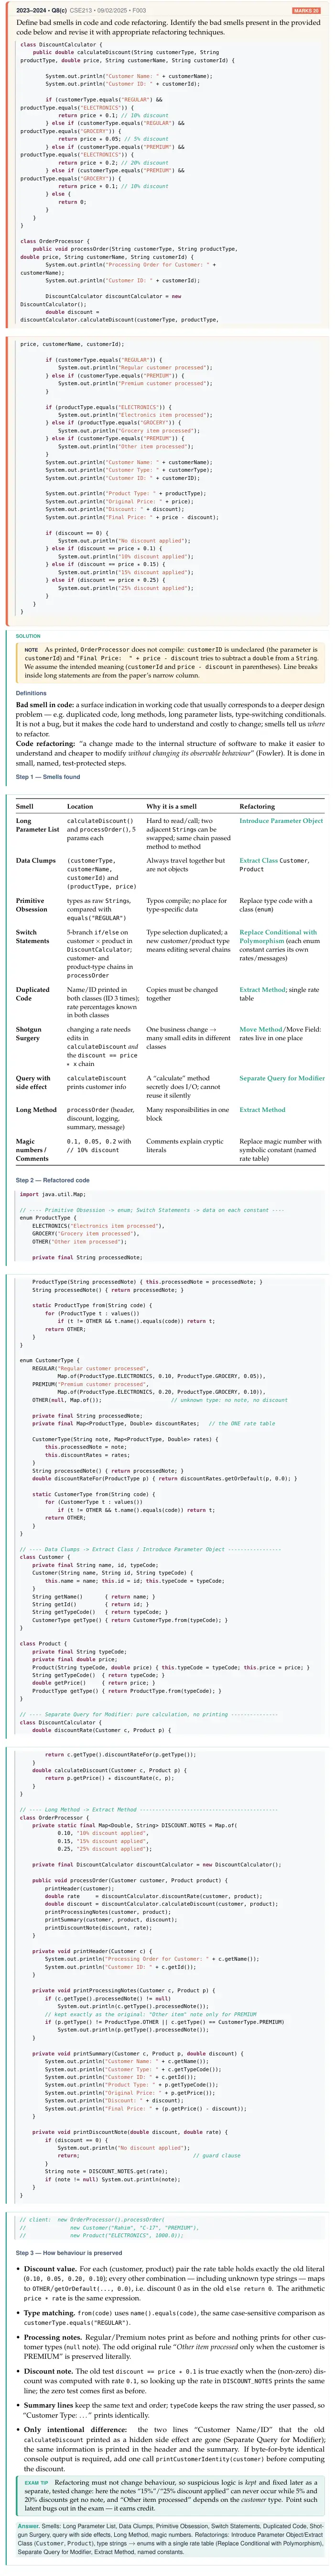 2023–2024 • Q8(c) CSE213 • 09/02/2025 • F003
MARKS 20
Define bad smells in code and code refactoring. Identify the bad smells present in the provided
code below and revise it with appropriate refactoring techniques.
class DiscountCalculator {
public double calculateDiscount(String customerType, String
productType, double price, String customerName, String customerId) {
System.out.println("Customer Name: " + customerName);
System.out.println("Customer ID: " + customerId);
if (customerType.equals("REGULAR") &&
productType.equals("ELECTRONICS")) {
return price * 0.1; // 10% discount
} else if (customerType.equals("REGULAR") &&
productType.equals("GROCERY")) {
return price * 0.05; // 5% discount
} else if (customerType.equals("PREMIUM") &&
productType.equals("ELECTRONICS")) {
return price * 0.2; // 20% discount
} else if (customerType.equals("PREMIUM") &&
productType.equals("GROCERY")) {
return price * 0.1; // 10% discount
} else {
return 0;
}
}
}
class OrderProcessor {
public void processOrder(String customerType, String productType,
double price, String customerName, String customerId) {
System.out.println("Processing Order for Customer: " +
customerName);
System.out.println("Customer ID: " + customerId);
DiscountCalculator discountCalculator = new
DiscountCalculator();
double discount =
discountCalculator.calculateDiscount(customerType, productType,
price, customerName, customerId);
if (customerType.equals("REGULAR")) {
System.out.println("Regular customer processed");
} else if (customerType.equals("PREMIUM")) {
System.out.println("Premium customer processed");
}
if (productType.equals("ELECTRONICS")) {
System.out.println("Electronics item processed");
} else if (productType.equals("GROCERY")) {
System.out.println("Grocery item processed");
} else if (customerType.equals("PREMIUM")) {
System.out.println("Other item processed");
}
System.out.println("Customer Name: " + customerName);
System.out.println("Customer Type: " + customerType);
System.out.println("Customer ID: " + customerID);
System.out.println("Product Type: " + productType);
System.out.println("Original Price: " + price);
System.out.println("Discount: " + discount);
System.out.println("Final Price: " + price - discount);
if (discount == 0) {
System.out.println("No discount applied");
} else if (discount == price * 0.1) {
System.out.println("10% discount applied");
} else if (discount == price * 0.15) {
System.out.println("15% discount applied");
} else if (discount == price * 0.25) {
System.out.println("25% discount applied");
}
}
}
SOLUTION
NOTE As printed, OrderProcessor does not compile: customerID is undeclared (the parameter is
customerId) and "Final Price: " + price - discount tries to subtract a double from a String.
We assume the intended meaning (customerId and price - discount in parentheses). Line breaks
inside long statements are from the paper's narrow column.
Definitions
Bad smell in code: a surface indication in working code that usually corresponds to a deeper design
problem — e.g. duplicated code, long methods, long parameter lists, type-switching conditionals.
It is not a bug, it makes the code hard to understand and costly to change; smells tell us where
to refactor.
Code refactoring: "a change made to the internal structure of software to make it easier to
understand and cheaper to modify without changing its observable behaviour" (Fowler). It is done in
small, named, test-protected steps.
Step 1 — Smells found
Smell Location Why it is a smell Refactoring
Long Parameter List calculateDiscount() and processOrder(), 5 params each Hard to read/call; two adjacent Strings can be swapped; same chain passed method to method Introduce Parameter Object
Data Clumps (customerType, customerName, customerId) and (productType, price) Always travel together but are not objects Extract Class Customer, Product
Primitive Obsession types as raw Strings, compared with equals("REGULAR") Typos compile; no place for type-specific data Replace type code with a class (enum)
Switch Statements 5-branch if/else on customer × product in DiscountCalculator; customer- and product-type chains in processOrder Type selection duplicated; a new customer/product type means editing several chains Replace Conditional with Polymorphism (each enum constant carries its own rates/messages)
Duplicated Code Name/ID printed in both classes (ID 3 times); rate percentages known in both classes Copies must be changed together Extract Method; single rate table
Shotgun Surgery changing a rate needs edits in calculateDiscount and the discount == price * x chain One business change → many small edits in different classes Move Method/Move Field: rates live in one place
Query with side effect calculateDiscount prints customer info A "calculate" method secretly does I/O; cannot reuse it silently Separate Query for Modifier
Long Method processOrder (header, discount, logging, summary, message) Many responsibilities in one block Extract Method
Magic numbers / Comments 0.1, 0.05, 0.2 with // 10% discount Comments explain cryptic literals Replace magic number with symbolic constant (named rate table)
Step 2 — Refactored code
import java.util.Map;
// ---- Primitive Obsession -> enum; Switch Statements -> data on each constant ----
enum ProductType {
ELECTRONICS("Electronics item processed"),
GROCERY("Grocery item processed"),
OTHER("Other item processed");
private final String processedNote;
ProductType(String processedNote) { this.processedNote = processedNote; }
String processedNote() { return processedNote; }
static ProductType from(String code) {
for (ProductType t : values())
if (t != OTHER && t.name().equals(code)) return t;
return OTHER;
}
}
enum CustomerType {
REGULAR("Regular customer processed",
Map.of(ProductType.ELECTRONICS, 0.10, ProductType.GROCERY, 0.05)),
PREMIUM("Premium customer processed",
Map.of(ProductType.ELECTRONICS, 0.20, ProductType.GROCERY, 0.10)),
OTHER(null, Map.of()); // unknown type: no note, no discount
private final String processedNote;
private final Map<ProductType, Double> discountRates; // the ONE rate table
CustomerType(String note, Map<ProductType, Double> rates) {
this.processedNote = note;
this.discountRates = rates;
}
String processedNote() { return processedNote; }
double discountRateFor(ProductType p) { return discountRates.getOrDefault(p, 0.0); }
static CustomerType from(String code) {
for (CustomerType t : values())
if (t != OTHER && t.name().equals(code)) return t;
return OTHER;
}
}
// ---- Data Clumps -> Extract Class / Introduce Parameter Object ----------------
class Customer {
private final String name, id, typeCode;
Customer(String name, String id, String typeCode) {
this.name = name; this.id = id; this.typeCode = typeCode;
}
String getName() { return name; }
String getId() { return id; }
String getTypeCode() { return typeCode; }
CustomerType getType() { return CustomerType.from(typeCode); }
}
class Product {
private final String typeCode;
private final double price;
Product(String typeCode, double price) { this.typeCode = typeCode; this.price = price; }
String getTypeCode() { return typeCode; }
double getPrice() { return price; }
ProductType getType() { return ProductType.from(typeCode); }
}
// ---- Separate Query for Modifier: pure calculation, no printing ---------------
class DiscountCalculator {
double discountRate(Customer c, Product p) {
return c.getType().discountRateFor(p.getType());
}
double calculateDiscount(Customer c, Product p) {
return p.getPrice() * discountRate(c, p);
}
}
// ---- Long Method -> Extract Method --------------------------------------------
class OrderProcessor {
private static final Map<Double, String> DISCOUNT_NOTES = Map.of(
0.10, "10% discount applied",
0.15, "15% discount applied",
0.25, "25% discount applied");
private final DiscountCalculator discountCalculator = new DiscountCalculator();
public void processOrder(Customer customer, Product product) {
printHeader(customer);
double rate = discountCalculator.discountRate(customer, product);
double discount = discountCalculator.calculateDiscount(customer, product);
printProcessingNotes(customer, product);
printSummary(customer, product, discount);
printDiscountNote(discount, rate);
}
private void printHeader(Customer c) {
System.out.println("Processing Order for Customer: " + c.getName());
System.out.println("Customer ID: " + c.getId());
}
private void printProcessingNotes(Customer c, Product p) {
if (c.getType().processedNote() != null)
System.out.println(c.getType().processedNote());
// kept exactly as the original: "Other item" note only for PREMIUM
if (p.getType() != ProductType.OTHER || c.getType() == CustomerType.PREMIUM)
System.out.println(p.getType().processedNote());
}
private void printSummary(Customer c, Product p, double discount) {
System.out.println("Customer Name: " + c.getName());
System.out.println("Customer Type: " + c.getTypeCode());
System.out.println("Customer ID: " + c.getId());
System.out.println("Product Type: " + p.getTypeCode());
System.out.println("Original Price: " + p.getPrice());
System.out.println("Discount: " + discount);
System.out.println("Final Price: " + (p.getPrice() - discount));
}
private void printDiscountNote(double discount, double rate) {
if (discount == 0) {
System.out.println("No discount applied");
return; // guard clause
}
String note = DISCOUNT_NOTES.get(rate);
if (note != null) System.out.println(note);
}
}
// client: new OrderProcessor().processOrder(
// new Customer("Rahim", "C-17", "PREMIUM"),
// new Product("ELECTRONICS", 1000.0));
Step 3 — How behaviour is preserved
• Discount value. For each (customer, product) pair the rate table holds exactly the old literal
(0.10, 0.05, 0.20, 0.10); every other combination — including unknown type strings — maps
to OTHER/getOrDefault(..., 0.0), i.e. discount 0 as in the old else return 0. The arithmetic
price * rate is the same expression.
• Type matching. from(code) uses name().equals(code), the same case-sensitive comparison as
customerType.equals("REGULAR").
• Processing notes. Regular/Premium notes print as before and nothing prints for other cus-
tomer types (null note). The odd original rule "Other item processed only when the customer is
PREMIUM" is preserved literally.
• Discount note. The old test discount == price * 0.1 is true exactly when the (non-zero) dis-
count was computed with rate 0.1, so looking up the rate in DISCOUNT_NOTES prints the same
line; the zero test comes first as before.
• Summary lines keep the same text and order; typeCode keeps the raw string the user passed, so
"Customer Type: ..." prints identically.
• Only intentional difference: the two lines "Customer Name/ID" that the old
calculateDiscount printed as a hidden side effect are gone (Separate Query for Modifier); the
same information is printed in the header and the summary. If byte-for-byte identical
console output is required, add one call printCustomerIdentity(customer) before computing
the discount.
EXAM TIP Refactoring must not change behaviour, so suspicious logic is kept and fixed later as a
separate, tested change: here the notes "15%"/"25% discount applied" can never occur while 5% and
20% discounts get no note, and "Other item processed" depends on the customer type. Point such
latent bugs out in the exam — it earns credit.
Answer. Smells: Long Parameter List, Data Clumps, Primitive Obsession, Switch Statements, Duplicated Code, Shot-
gun Surgery, query with side effects, Long Method, magic numbers. Refactorings: Introduce Parameter Object/Extract
Class (Customer, Product), type strings → enums with a single rate table (Replace Conditional with Polymorphism),
Separate Query for Modifier, Extract Method, named constants.